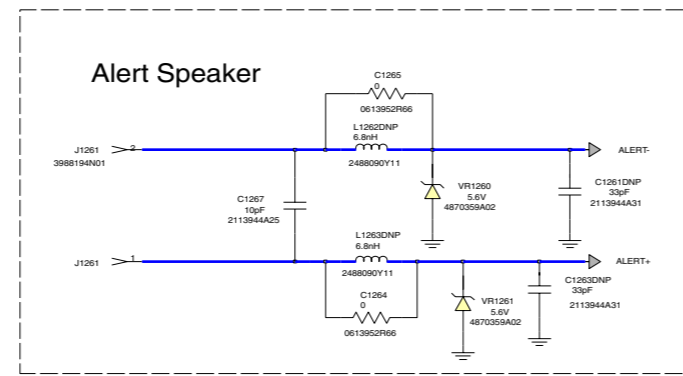 Alert Speaker
C1265
0
0613952R66
L1262DNP
6.8nH
2488090Y11
J1261
2
3988194N01
ALERT-
C1267
10pF
2113944A25
VR1260
5.6V
4870359A02
C1261DNP
33pF
2113944A31
L1263DNP
6.8nH
2488090Y11
J1261
1
ALERT+
C1264
0
0613952R66
VR1261
5.6V
4870359A02
C1263DNP
33pF
2113944A31